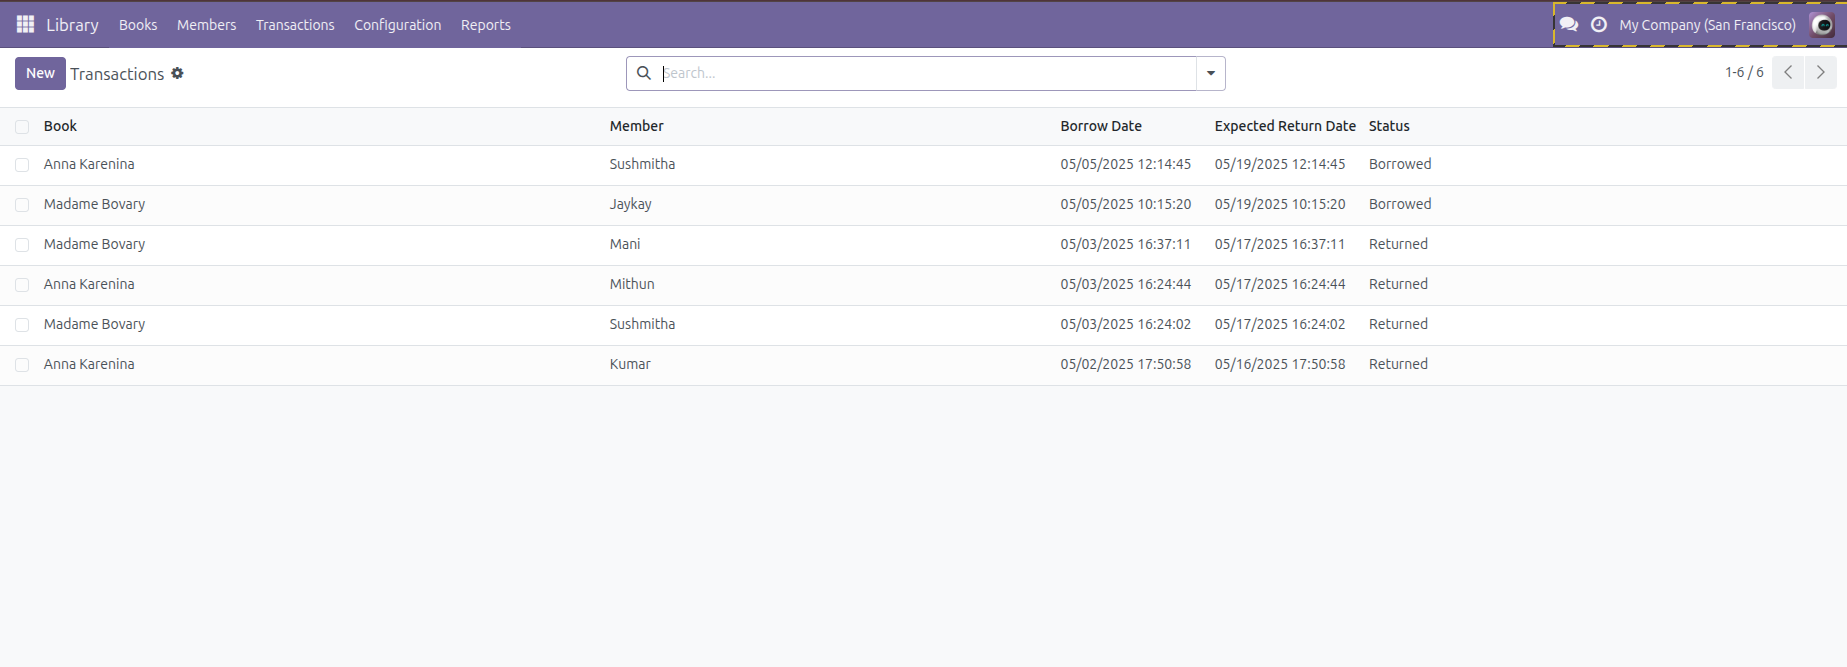 Library Books Members Transactions Configuration Reports My Company (San Francisco)
New Transactions Search... 1-6 / 6
Book Member Borrow Date Expected Return Date Status
Anna Karenina Sushmitha 05/05/2025 12:14:45 05/19/2025 12:14:45 Borrowed
Madame Bovary Jaykay 05/05/2025 10:15:20 05/19/2025 10:15:20 Borrowed
Madame Bovary Mani 05/03/2025 16:37:11 05/17/2025 16:37:11 Returned
Anna Karenina Mithun 05/03/2025 16:24:44 05/17/2025 16:24:44 Returned
Madame Bovary Sushmitha 05/03/2025 16:24:02 05/17/2025 16:24:02 Returned
Anna Karenina Kumar 05/02/2025 17:50:58 05/16/2025 17:50:58 Returned